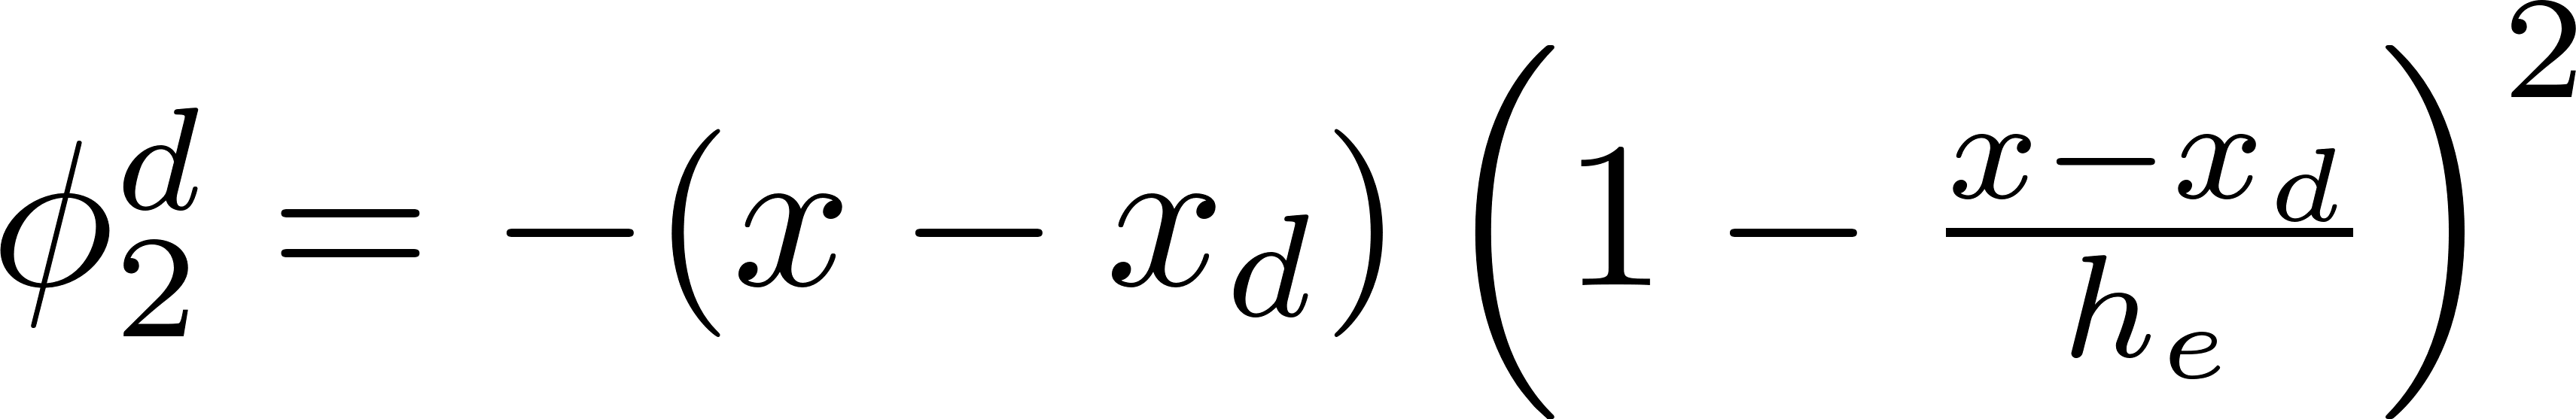 $\phi_2^d = -(x - x_d)\left(1 - \frac{x - x_d}{h_e}\right)^2$